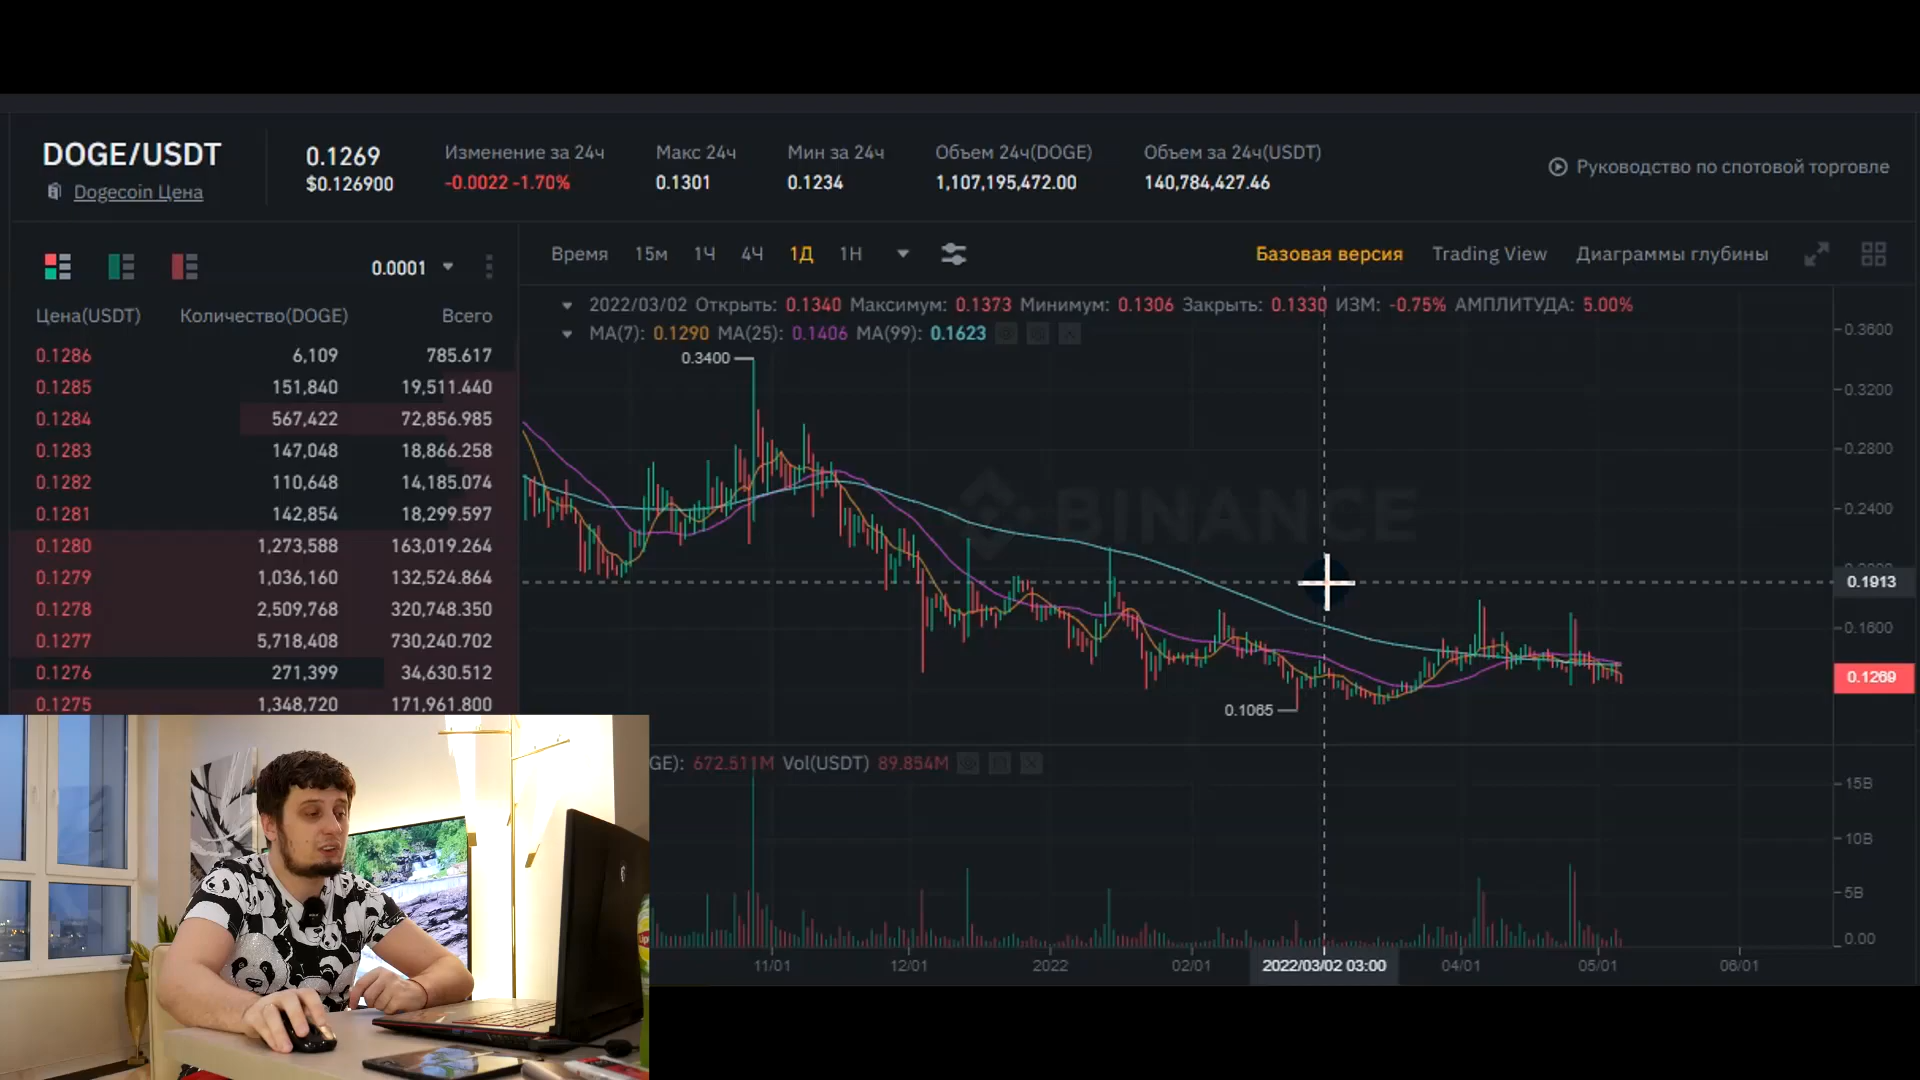 DOGE/USDT
Dogecoin Цена
0.1269
$0.126900
Изменение за 24ч
-0.0022 -1.70%
Макс 24ч
0.1301
Мин за 24ч
0.1234
Объем 24ч(DOGE)
1,107,195,472.00
Объем за 24ч(USDT)
140,784,427.46
Руководство по спотовой торговле
0.0001
Цена(USDT) Количество(DOGE) Всего
0.1286 6,109 785.617
0.1285 151,840 19,511.440
0.1284 567,422 72,856.985
0.1283 147,048 18,866.258
0.1282 110,648 14,185.074
0.1281 142,854 18,299.597
0.1280 1,273,588 163,019.264
0.1279 1,036,160 132,524.864
0.1278 2,509,768 320,748.350
0.1277 5,718,408 730,240.702
0.1276 271,399 34,630.512
0.1275 1,348,720 171,961.800
Время 15м 1Ч 4Ч 1Д 1Н
Базовая версия Trading View Диаграммы глубины
2022/03/02 Открыть: 0.1340 Максимум: 0.1373 Минимум: 0.1306 Закрыть: 0.1330 ИЗМ: -0.75% АМПЛИТУДА: 5.00%
MA(7): 0.1290 MA(25): 0.1406 MA(99): 0.1623
0.3400
BINANCE
0.1065
0.3600
0.3200
0.2800
0.2400
0.1913
0.1600
0.1269
GE): 672.511M Vol(USDT) 89.854M
15B
10B
5B
0.00
11/01 12/01 2022 02/01 2022/03/02 03:00 04/01 05/01 06/01